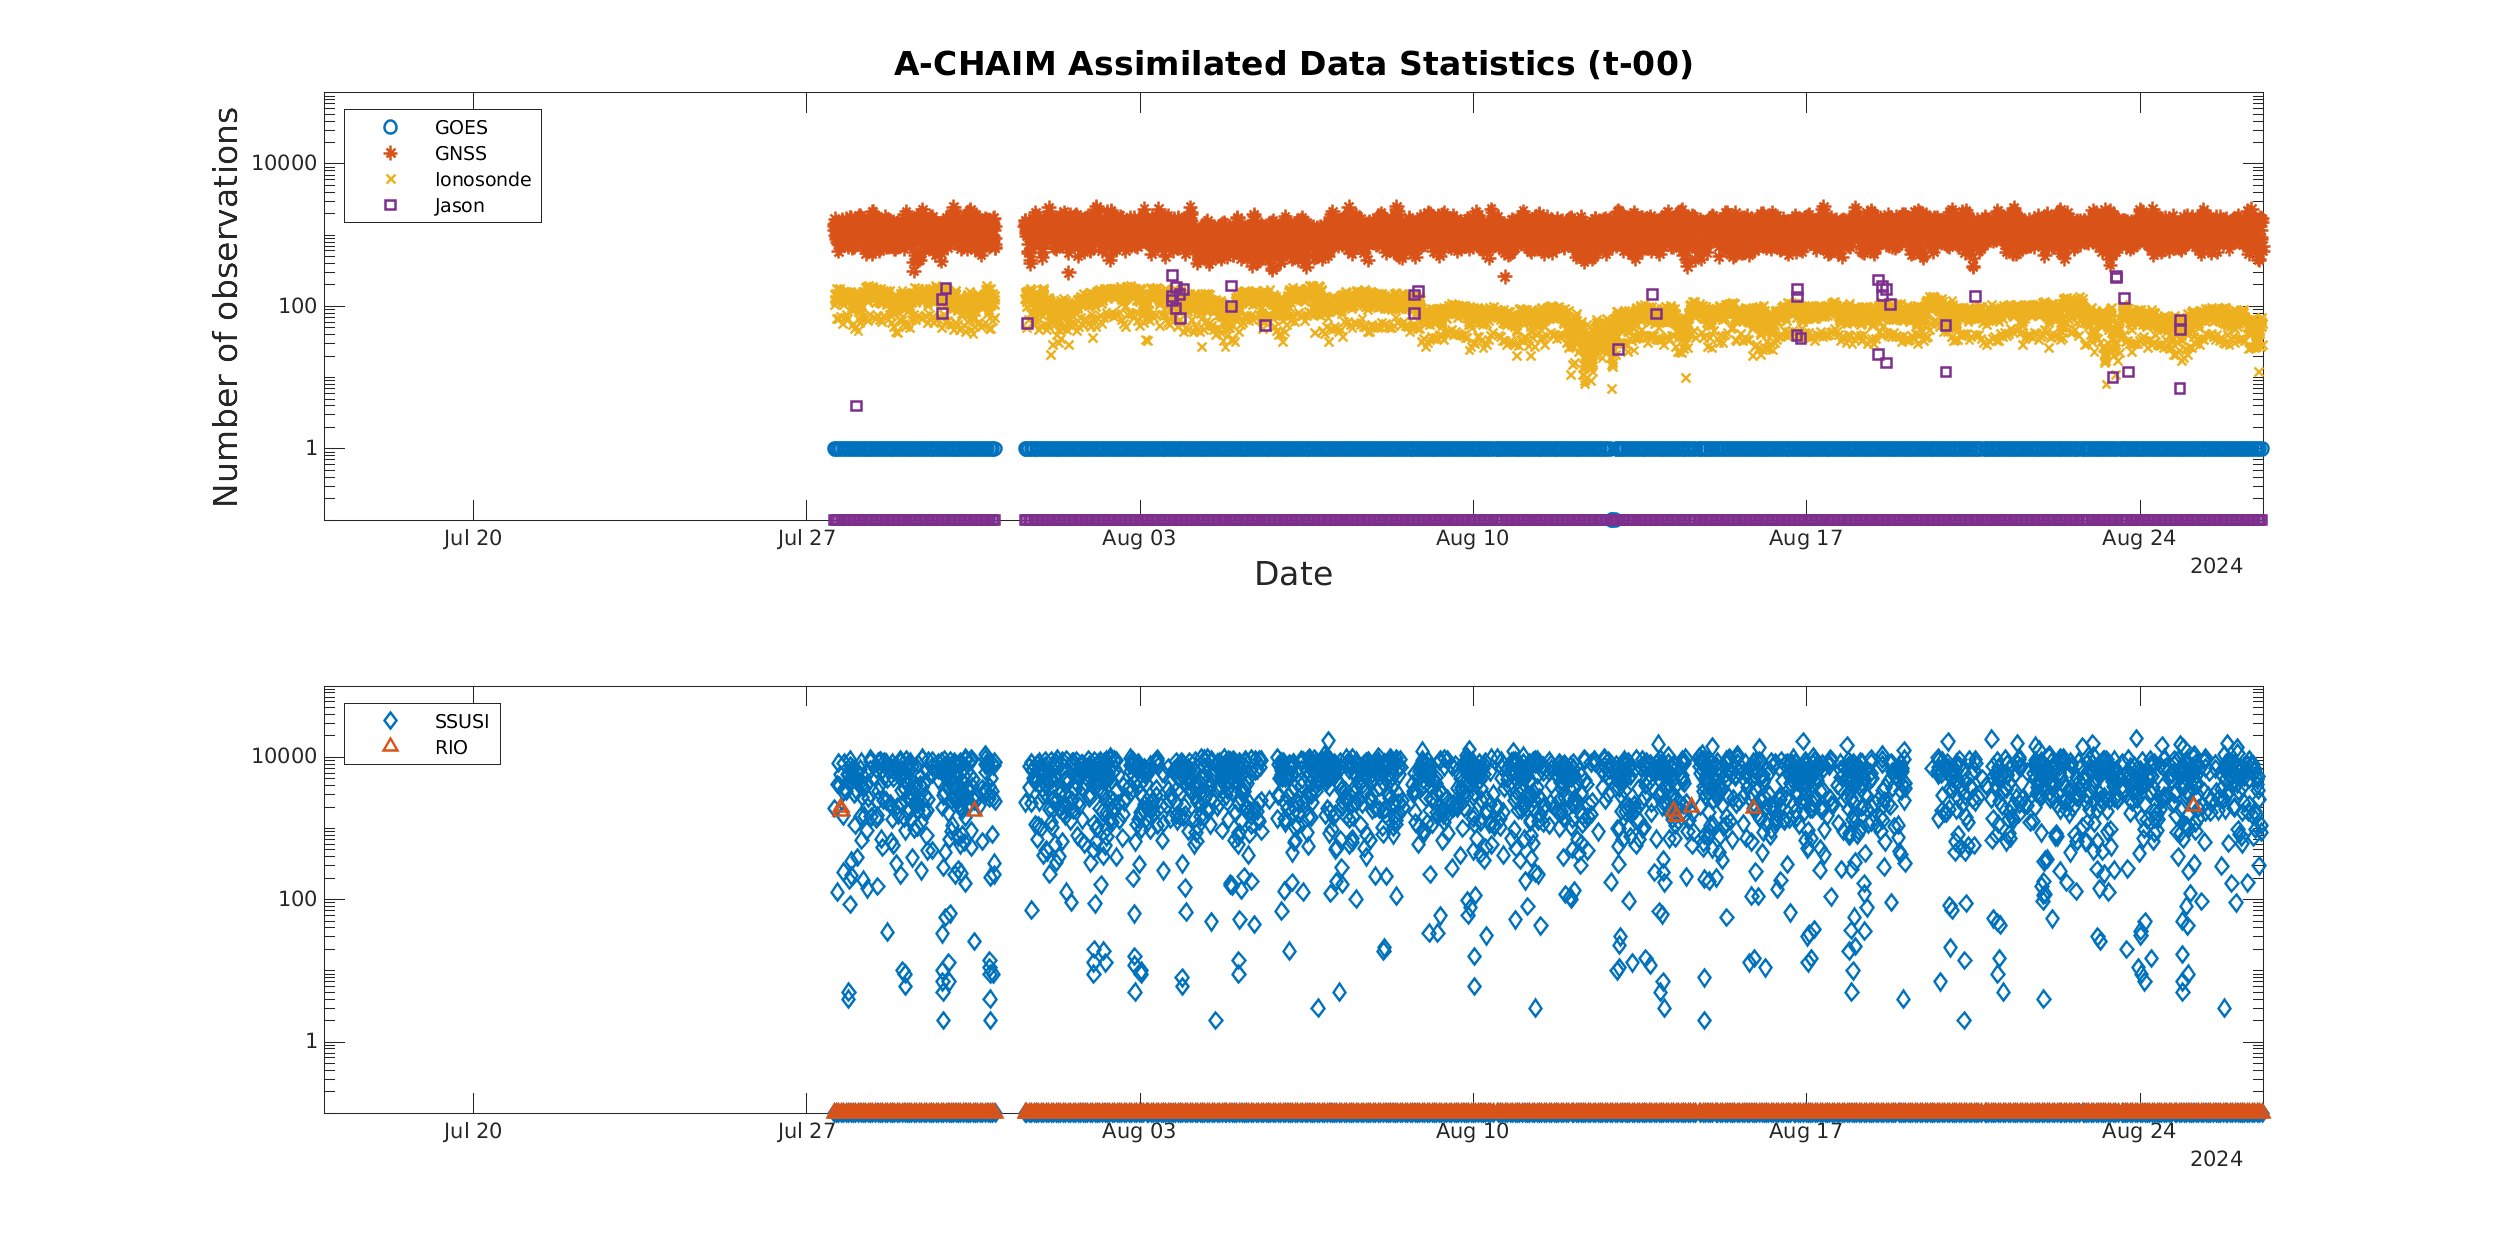 A-CHAIM Assimilated Data Statistics (t-00)
Number of observations
GOES
GNSS
Ionosonde
Jason
10000
100
1
Jul 20
Jul 27
Aug 03
Aug 10
Aug 17
Aug 24
2024
Date
SSUSI
RIO
10000
100
1
Jul 20
Jul 27
Aug 03
Aug 10
Aug 17
Aug 24
2024